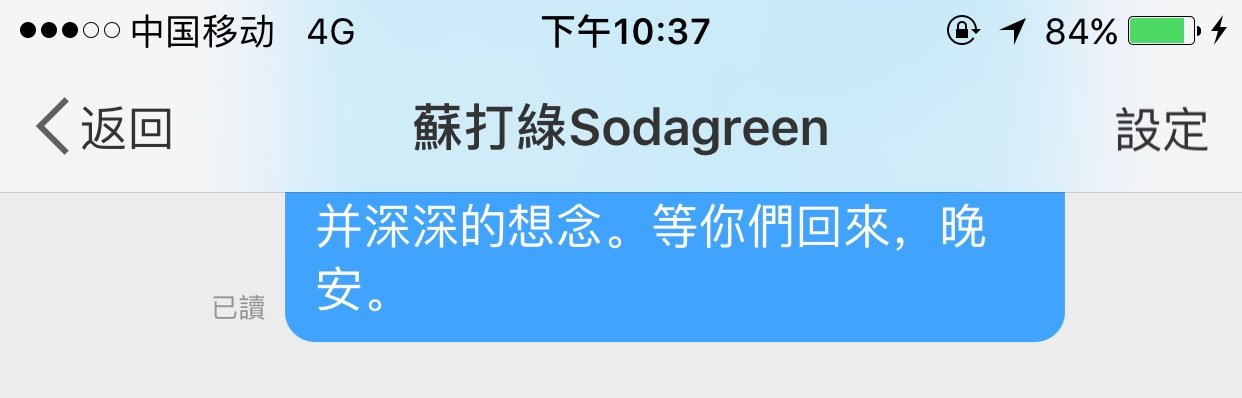 中国移动 4G 下午10:37 84%
返回 蘇打綠Sodagreen 設定
并深深的想念。等你們回來，晚
安。
已讀